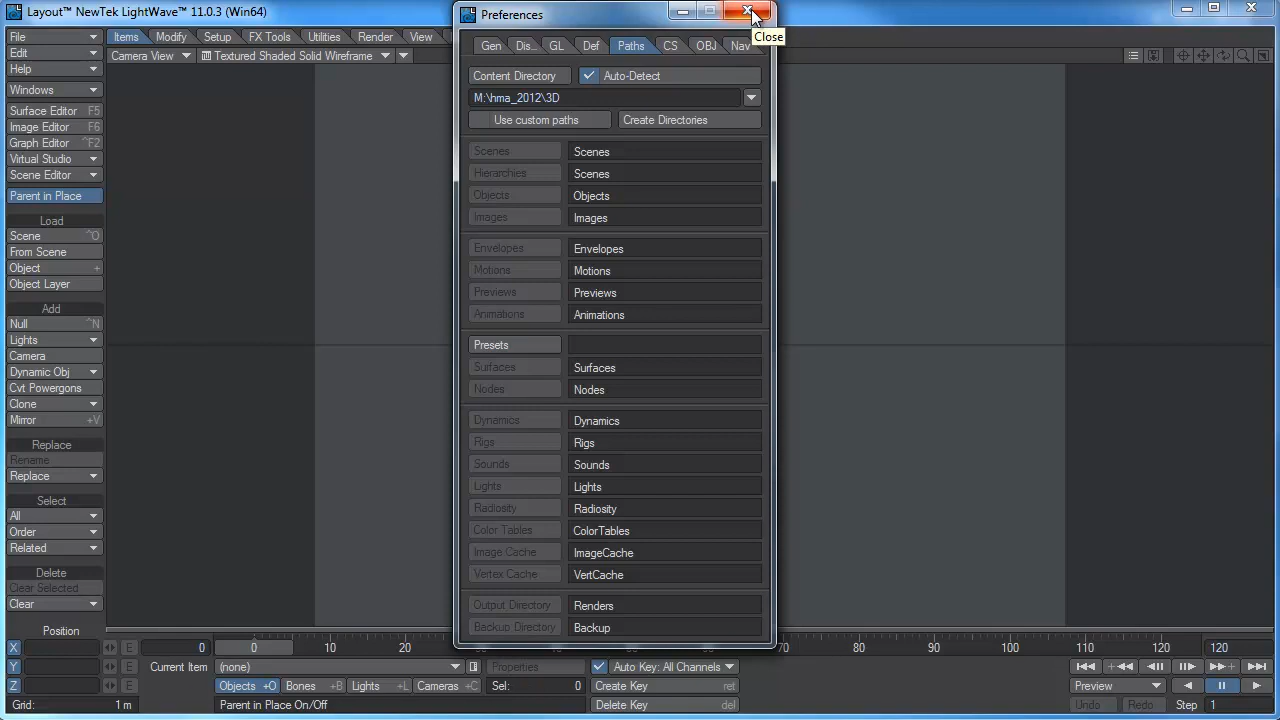 Layout™ NewTek LightWave™ 11.0.3 (Win64)
Preferences
Close
File
Edit
Help
Windows
Surface Editor F5
Image Editor F6
Graph Editor ^F2
Virtual Studio
Scene Editor
Parent in Place
Load
Scene ^O
From Scene
Object +
Object Layer
Add
Null ^N
Lights
Camera
Dynamic Obj
Cvt Powergons
Clone
Mirror +V
Replace
Rename
Replace
Select
All
Order
Related
Delete
Clear Selected
Clear
Items Modify Setup FX Tools Utilities Render View
Camera View Textured Shaded Solid Wireframe
Gen Dis... GL Def Paths CS OBJ Nav
Content Directory Auto-Detect
M:\hma_2012\3D
Use custom paths Create Directories
Scenes Scenes
Hierarchies Scenes
Objects Objects
Images Images
Envelopes Envelopes
Motions Motions
Previews Previews
Animations Animations
Presets
Surfaces Surfaces
Nodes Nodes
Dynamics Dynamics
Rigs Rigs
Sounds Sounds
Lights Lights
Radiosity Radiosity
Color Tables ColorTables
Image Cache ImageCache
Vertex Cache VertCache
Output Directory Renders
Backup Directory Backup
Position
X E 0 0 10 20 70 80 90 100 110 120 120
Y E Current Item (none) Properties Auto Key: All Channels
Z E Objects +O Bones +B Lights +L Cameras +C Sel: 0 Create Key ret Preview
Grid: 1 m Parent in Place On/Off Delete Key del Undo Redo Step 1